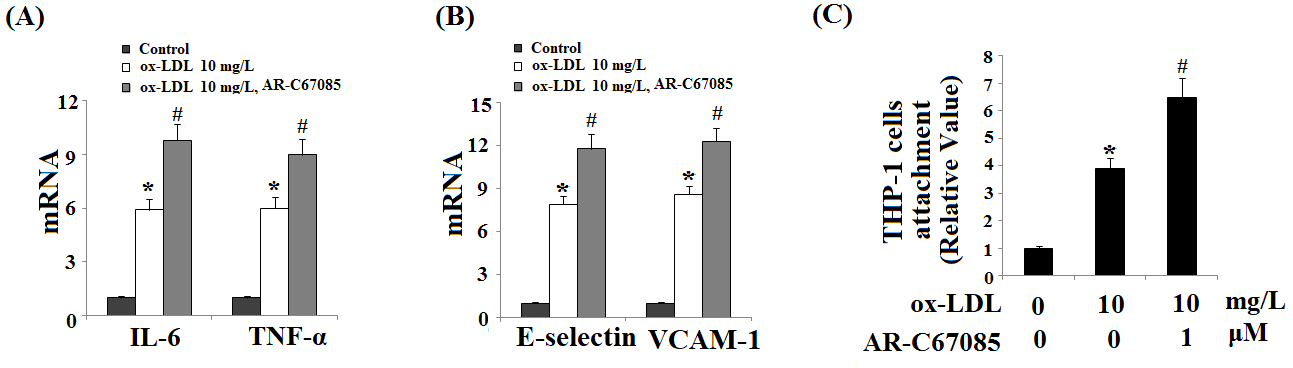 (A)
Control
ox-LDL 10 mg/L
ox-LDL 10 mg/L, AR-C67085
mRNA
12
9
6
3
0
*
#
*
#
IL-6
TNF-α
(B)
Control
ox-LDL 10 mg/L
ox-LDL 10 mg/L, AR-C67085
mRNA
15
12
9
6
3
0
*
#
*
#
E-selectin
VCAM-1
(C)
THP-1 cells
attachment
(Relative Value)
8
7
6
5
4
3
2
1
0
*
#
ox-LDL 0 10 10 mg/L
AR-C67085 0 0 1 μM